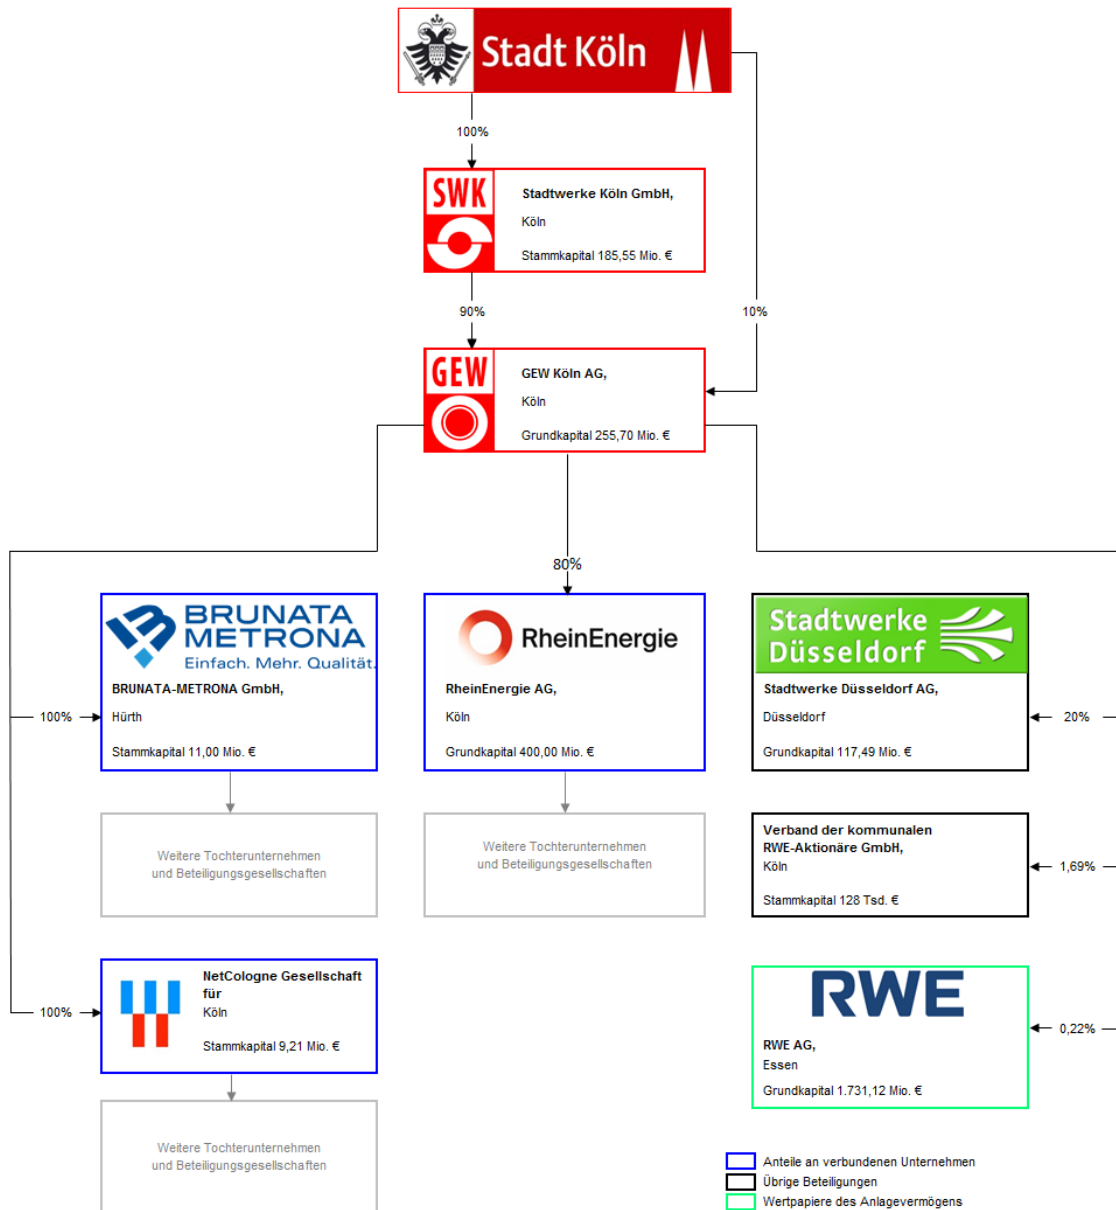 Stadt Köln
100%
SWK
Stadtwerke Köln GmbH,
Köln
Stammkapital 185,55 Mio. €
90%
10%
GEW
GEW Köln AG,
Köln
Grundkapital 255,70 Mio. €
80%
BRUNATA
METRONA
Einfach. Mehr. Qualität.
BRUNATA-METRONA GmbH,
Hürth
Stammkapital 11,00 Mio. €
100%
RheinEnergie
RheinEnergie AG,
Köln
Grundkapital 400,00 Mio. €
Stadtwerke
Düsseldorf
Stadtwerke Düsseldorf AG,
Düsseldorf
Grundkapital 117,49 Mio. €
20%
Weitere Tochterunternehmen
und Beteiligungsgesellschaften
Weitere Tochterunternehmen
und Beteiligungsgesellschaften
Verband der kommunalen
RWE-Aktionäre GmbH,
Köln
Stammkapital 128 Tsd. €
1,69%
NetCologne Gesellschaft
für
Köln
Stammkapital 9,21 Mio. €
100%
RWE
RWE AG,
Essen
Grundkapital 1.731,12 Mio. €
0,22%
Weitere Tochterunternehmen
und Beteiligungsgesellschaften
Anteile an verbundenen Unternehmen
Übrige Beteiligungen
Wertpapiere des Anlagevermögens